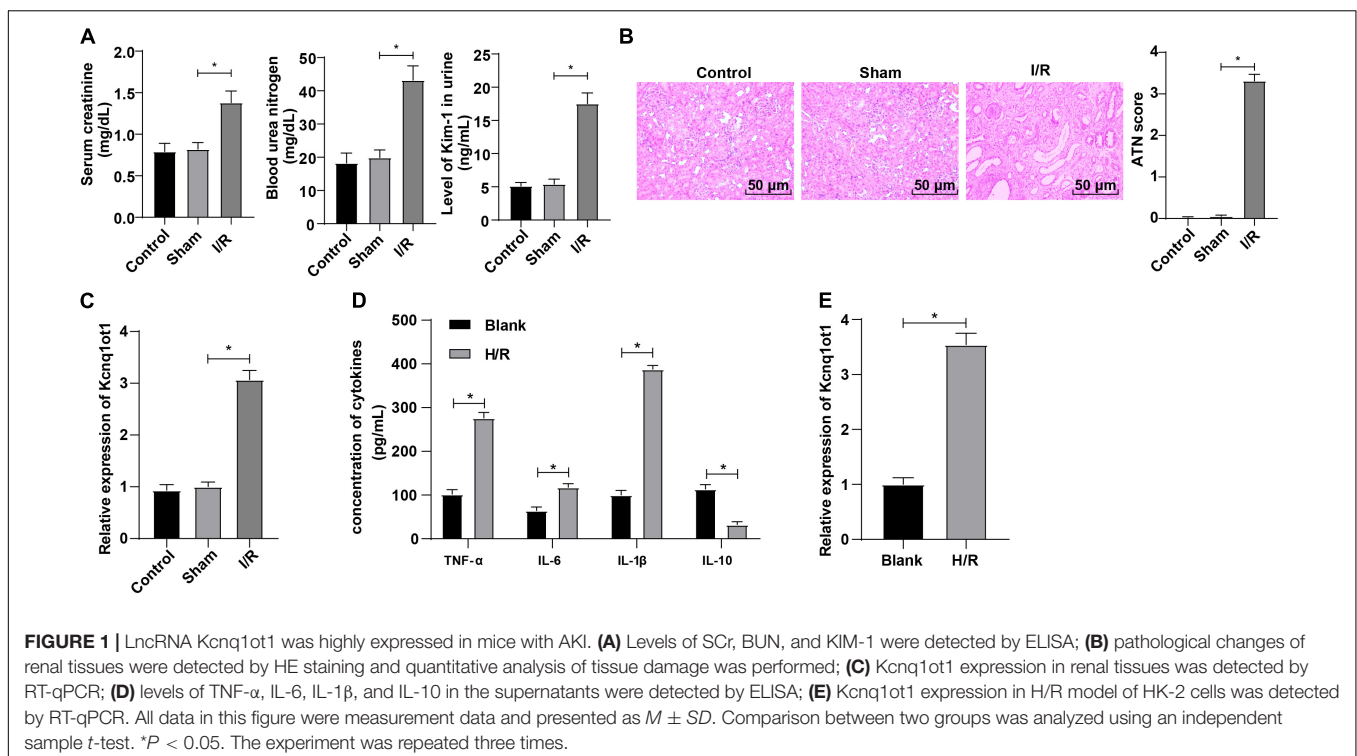 A
Serum creatinine
(mg/dL)
2.0
1.5
1.0
0.5
0.0
*
Control
Sham
I/R
Blood urea nitrogen
(mg/dL)
50
40
30
20
10
0
*
Control
Sham
I/R
Level of Kim-1 in urine
(ng/mL)
25
20
15
10
5
0
*
Control
Sham
I/R
B
Control
Sham
I/R
50 μm
50 μm
50 μm
ATN score
4
3
2
1
0
*
Control
Sham
I/R
C
Relative expression of Kcnq1ot1
4
3
2
1
0
*
Control
Sham
I/R
D
concentration of cytokines
(pg/mL)
500
400
300
200
100
0
Blank
H/R
*
*
*
*
TNF-α
IL-6
IL-1β
IL-10
E
Relative expression of Kcnq1ot1
4
3
2
1
0
*
Blank
H/R
FIGURE 1 | LncRNA Kcnq1ot1 was highly expressed in mice with AKI. (A) Levels of SCr, BUN, and KIM-1 were detected by ELISA; (B) pathological changes of
renal tissues were detected by HE staining and quantitative analysis of tissue damage was performed; (C) Kcnq1ot1 expression in renal tissues was detected by
RT-qPCR; (D) levels of TNF-α, IL-6, IL-1β, and IL-10 in the supernatants were detected by ELISA; (E) Kcnq1ot1 expression in H/R model of HK-2 cells was detected
by RT-qPCR. All data in this figure were measurement data and presented as M ± SD. Comparison between two groups was analyzed using an independent
sample t-test. *P < 0.05. The experiment was repeated three times.